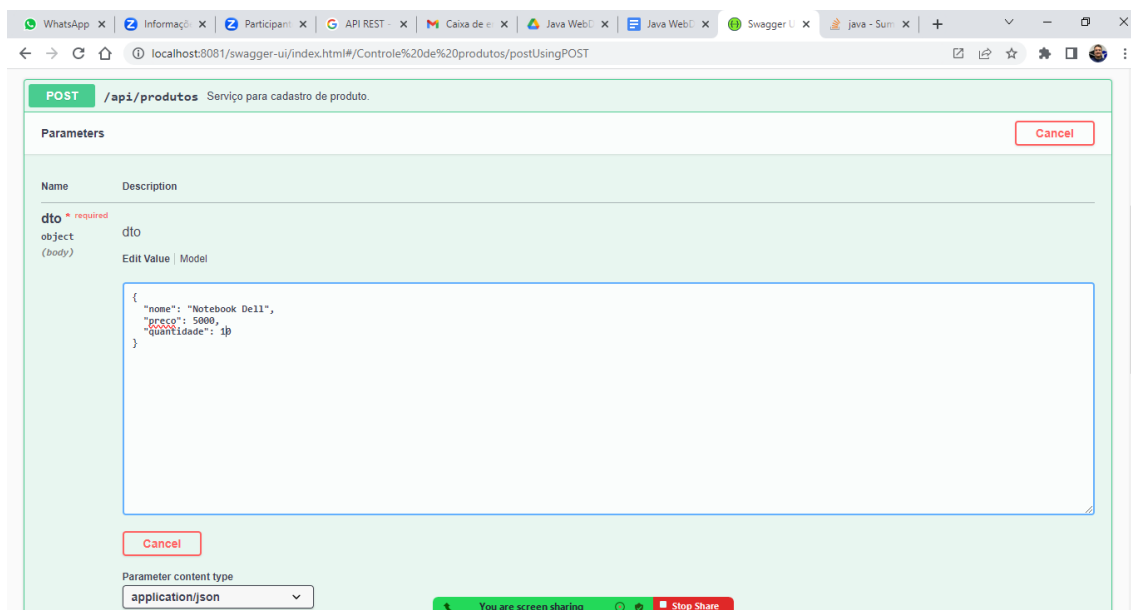 WhatsApp
Informaçõ
Participan
API REST -
Caixa de e
Java WebD
Java WebD
Swagger U
java - Sum
localhost:8081/swagger-ui/index.html#/Controle%20de%20produtos/postUsingPOST
POST /api/produtos Serviço para cadastro de produto.
Parameters Cancel
Name Description
dto * required dto
object
(body)
Edit Value | Model
{
"nome": "Notebook Dell",
"preco": 5000,
"quantidade": 10
}
Cancel
Parameter content type
application/json
You are screen sharing Stop Share